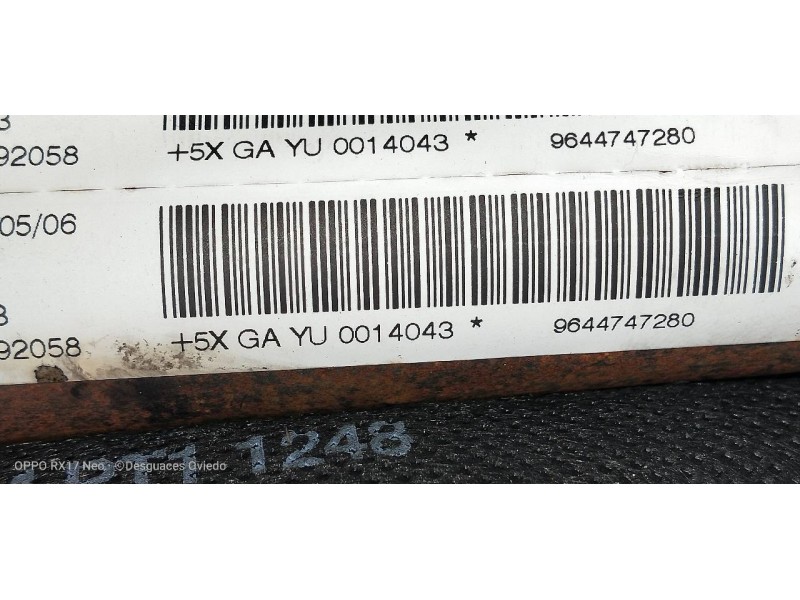 92058 +5X GA YU 0014043 * 9644747280
05/06
92058 +5X GA YU 0014043 * 9644747280
1248
OPPO RX17 Neo · ©Desguaces Oviedo